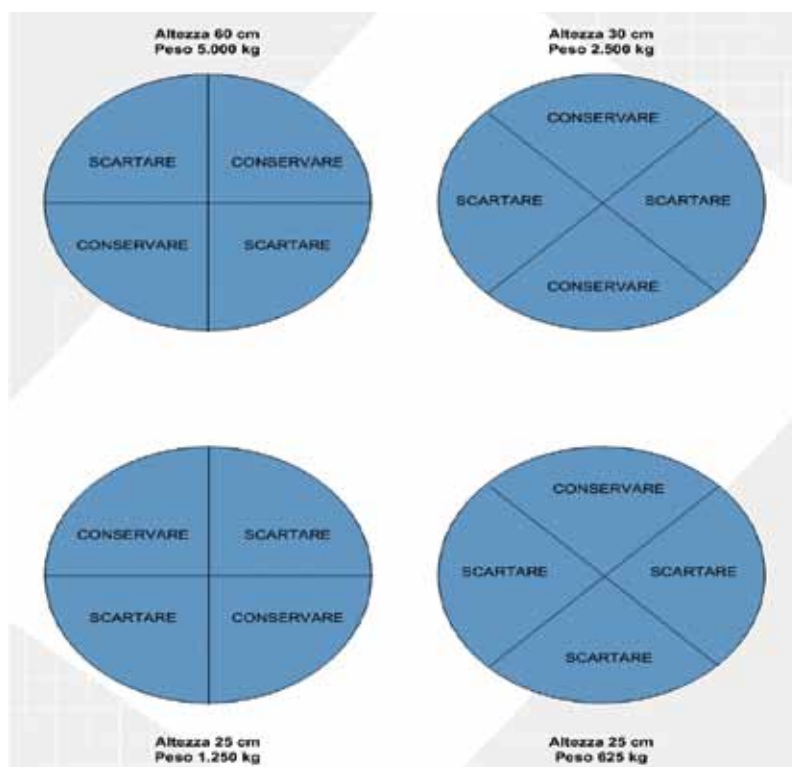 Altezza 60 cm
Peso 5.000 kg
SCARTARE
CONSERVARE
CONSERVARE
SCARTARE
Altezza 30 cm
Peso 2.500 kg
CONSERVARE
SCARTARE
SCARTARE
CONSERVARE
CONSERVARE
SCARTARE
SCARTARE
CONSERVARE
Altezza 25 cm
Peso 1.250 kg
CONSERVARE
SCARTARE
SCARTARE
SCARTARE
Altezza 25 cm
Peso 625 kg